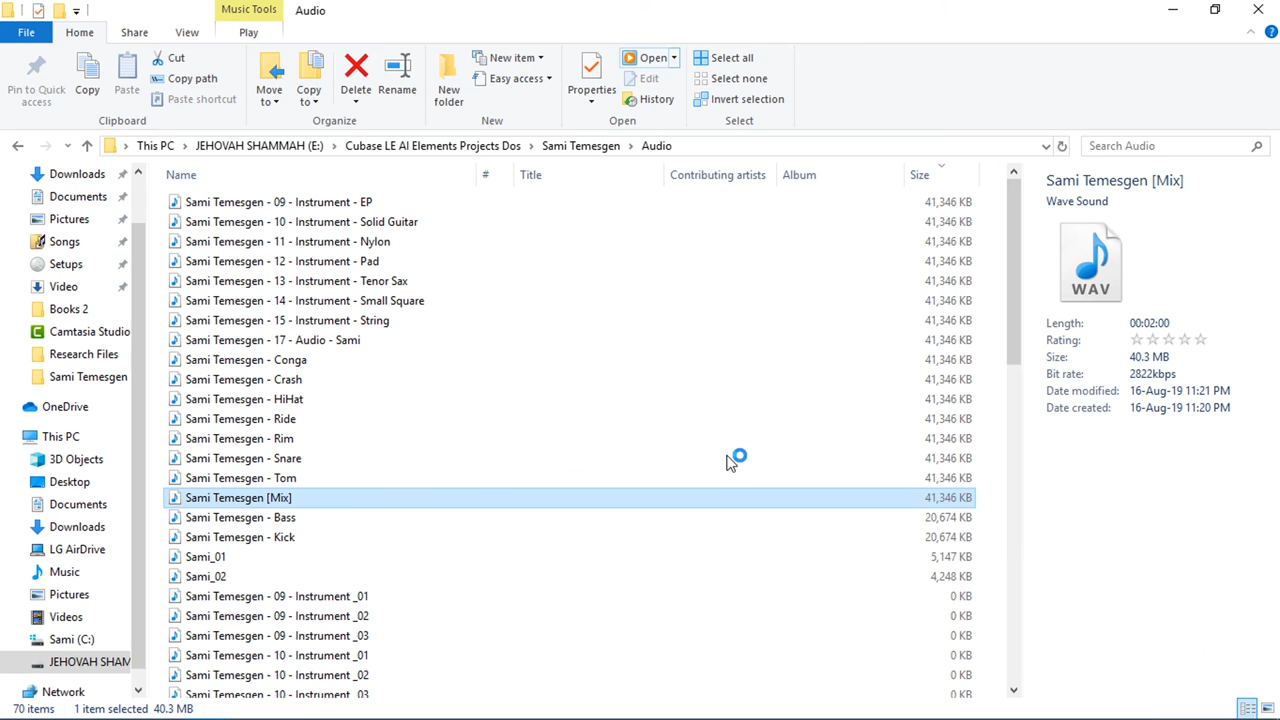 Music Tools
Audio
File
Home
Share
View
Play
Pin to Quick access
Copy
Paste
Cut
Copy path
Paste shortcut
Clipboard
Move to
Copy to
Delete
Rename
Organize
New folder
New item
Easy access
New
Properties
Open
Edit
History
Open
Select all
Select none
Invert selection
Select
This PC > JEHOVAH SHAMMAH (E:) > Cubase LE AI Elements Projects Dos > Sami Temesgen > Audio
Search Audio
Downloads
Documents
Pictures
Songs
Setups
Video
Books 2
Camtasia Studio
Research Files
Sami Temesgen
OneDrive
This PC
3D Objects
Desktop
Documents
Downloads
LG AirDrive
Music
Pictures
Videos
Sami (C:)
JEHOVAH SHAMM
Network
Name # Title Contributing artists Album Size
Sami Temesgen - 09 - Instrument - EP 41,346 KB
Sami Temesgen - 10 - Instrument - Solid Guitar 41,346 KB
Sami Temesgen - 11 - Instrument - Nylon 41,346 KB
Sami Temesgen - 12 - Instrument - Pad 41,346 KB
Sami Temesgen - 13 - Instrument - Tenor Sax 41,346 KB
Sami Temesgen - 14 - Instrument - Small Square 41,346 KB
Sami Temesgen - 15 - Instrument - String 41,346 KB
Sami Temesgen - 17 - Audio - Sami 41,346 KB
Sami Temesgen - Conga 41,346 KB
Sami Temesgen - Crash 41,346 KB
Sami Temesgen - HiHat 41,346 KB
Sami Temesgen - Ride 41,346 KB
Sami Temesgen - Rim 41,346 KB
Sami Temesgen - Snare 41,346 KB
Sami Temesgen - Tom 41,346 KB
Sami Temesgen [Mix] 41,346 KB
Sami Temesgen - Bass 20,674 KB
Sami Temesgen - Kick 20,674 KB
Sami_01 5,147 KB
Sami_02 4,248 KB
Sami Temesgen - 09 - Instrument _01 0 KB
Sami Temesgen - 09 - Instrument _02 0 KB
Sami Temesgen - 09 - Instrument _03 0 KB
Sami Temesgen - 10 - Instrument _01 0 KB
Sami Temesgen - 10 - Instrument _02 0 KB
Sami Temesgen - 10 - Instrument _03 0 KB
Sami Temesgen [Mix]
Wave Sound
WAV
Length: 00:02:00
Rating:
Size: 40.3 MB
Bit rate: 2822kbps
Date modified: 16-Aug-19 11:21 PM
Date created: 16-Aug-19 11:20 PM
70 items 1 item selected 40.3 MB